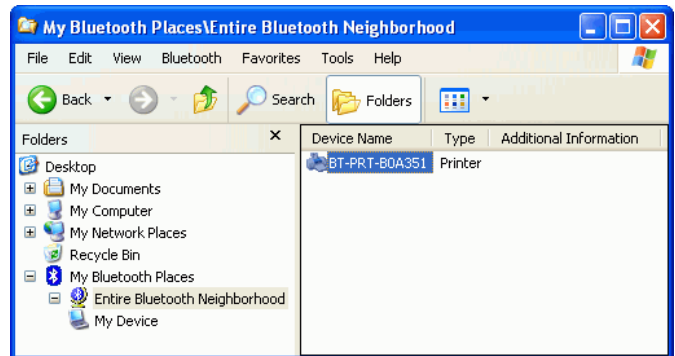 My Bluetooth Places\Entire Bluetooth Neighborhood
File Edit View Bluetooth Favorites Tools Help
Back Search Folders
Folders
Desktop
My Documents
My Computer
My Network Places
Recycle Bin
My Bluetooth Places
Entire Bluetooth Neighborhood
My Device
Device Name Type Additional Information
BT-PRT-B0A351 Printer